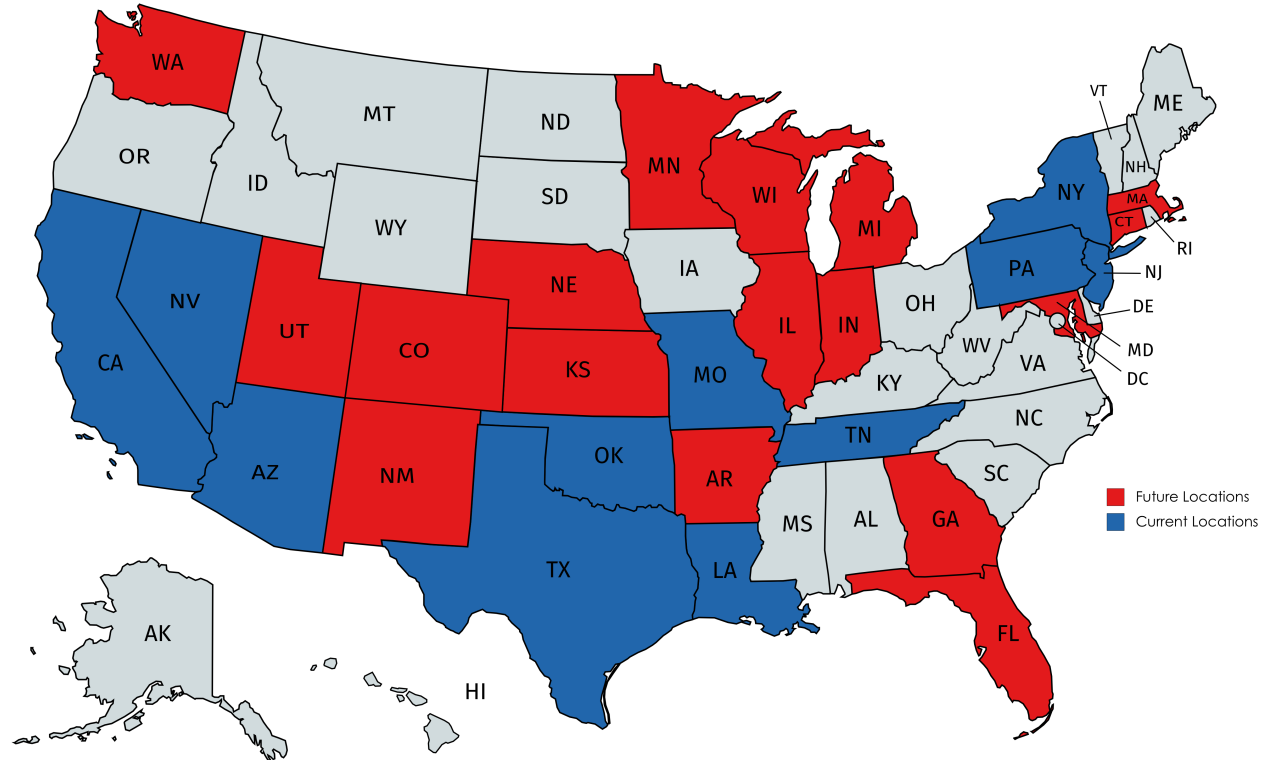 WA
MT
ND
MN
VT
ME
OR
ID
SD
WI
NH
NY
MA
WY
MI
CT
RI
IA
PA
NJ
NV
NE
OH
DE
UT
IL
IN
CO
WV
MD
CA
KS
MO
KY
VA
DC
NC
TN
OK
AZ
NM
AR
SC
Future Locations
MS
AL
GA
Current Locations
TX
LA
AK
FL
HI